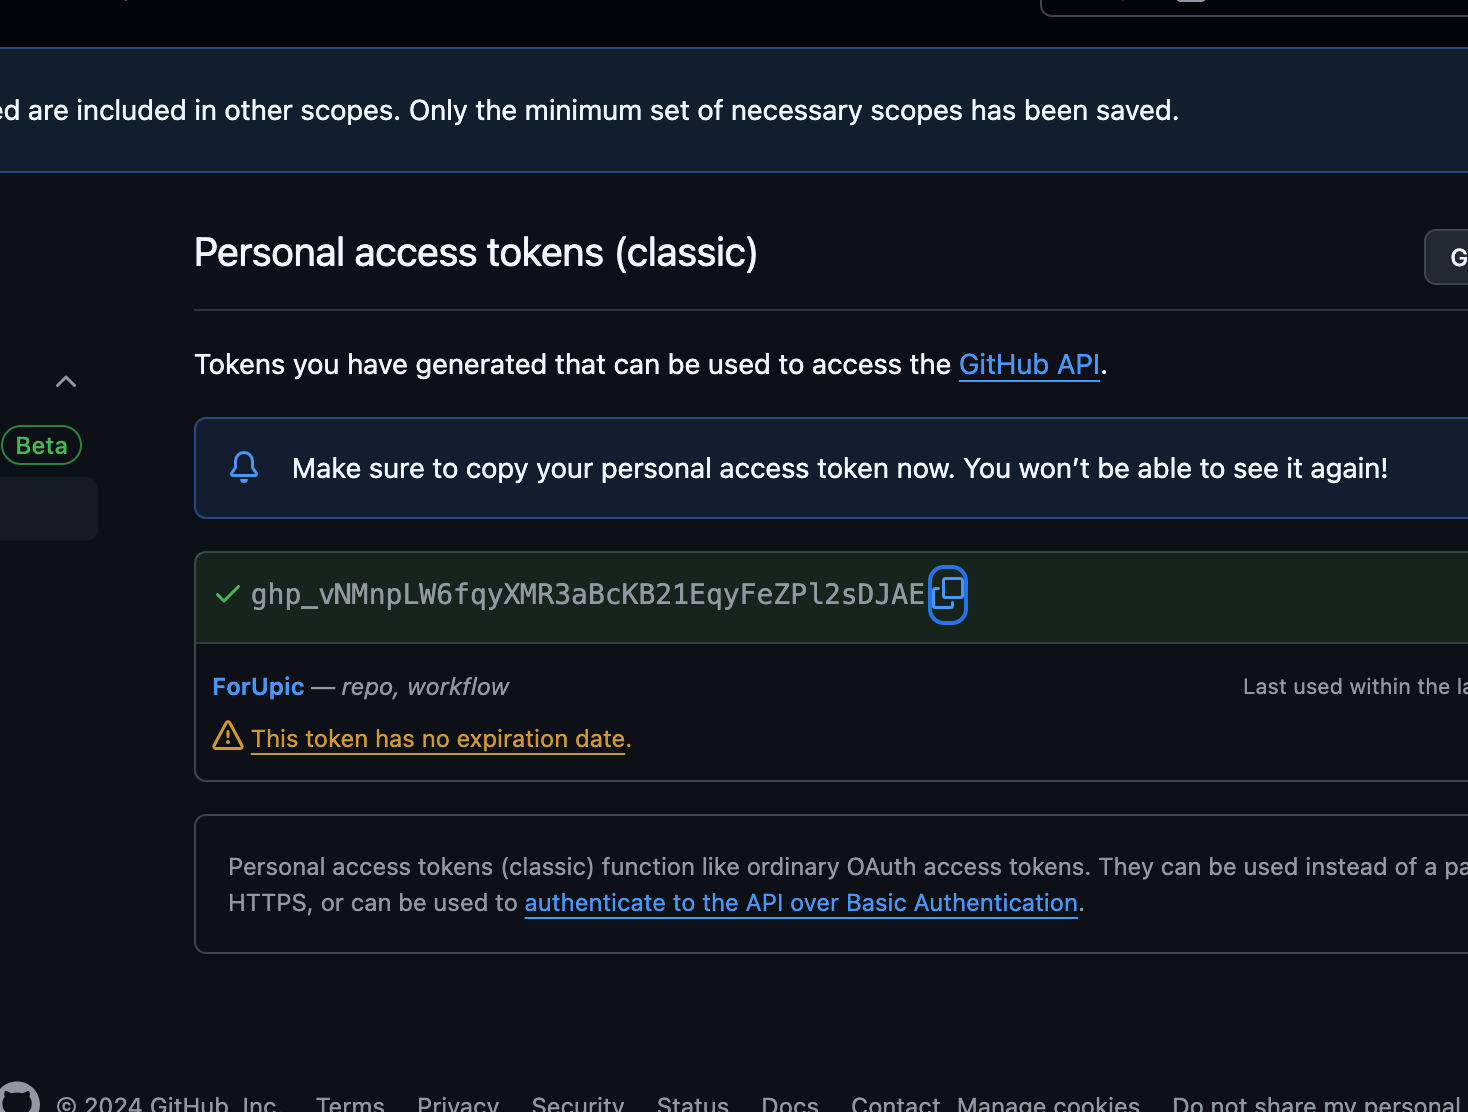 ed are included in other scopes. Only the minimum set of necessary scopes has been saved.
Personal access tokens (classic)
G
Tokens you have generated that can be used to access the GitHub API.
Beta
Make sure to copy your personal access token now. You won’t be able to see it again!
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
ForUpic — repo, workflow
Last used within the la
This token has no expiration date.
Personal access tokens (classic) function like ordinary OAuth access tokens. They can be used instead of a pa
HTTPS, or can be used to authenticate to the API over Basic Authentication.
© 2024 GitHub, Inc. Terms Privacy Security Status Docs Contact Manage cookies Do not share my personal